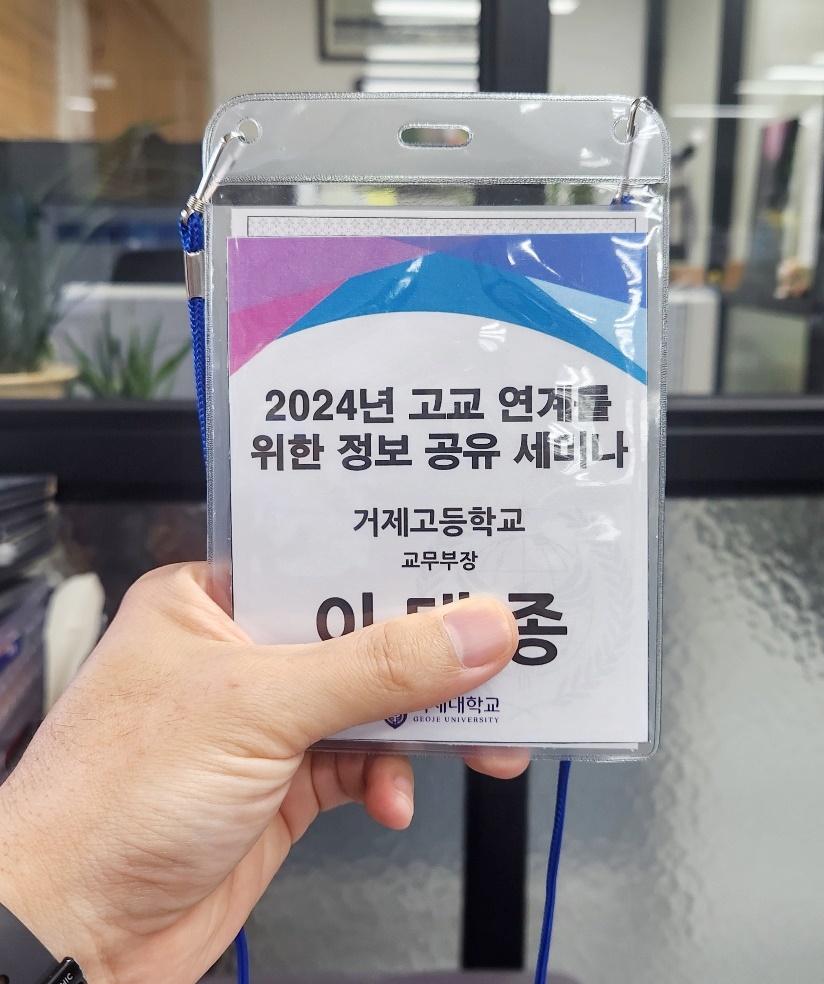 2024년 고교 연계를
위한 정보 공유 세미나
거제고등학교
교무부장
GEOJE UNIVERSITY